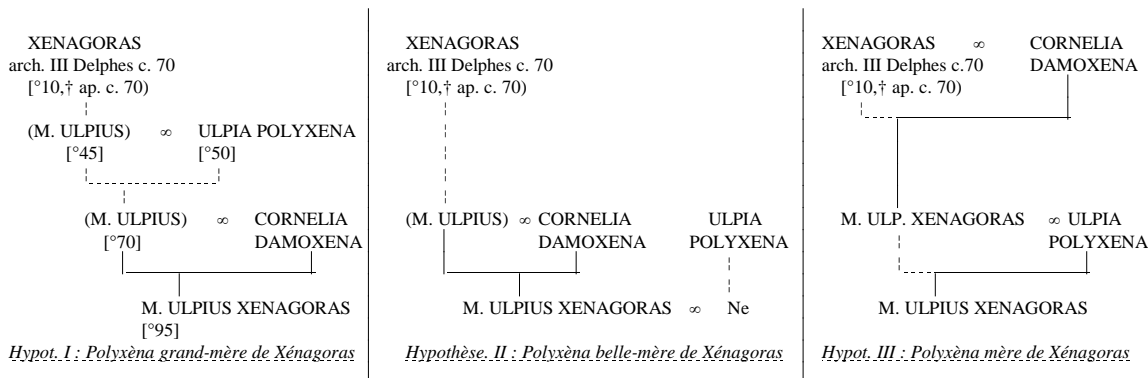 XENAGORAS
arch. III Delphes c. 70
[°10,† ap. c. 70)
(M. ULPIUS) ∞ ULPIA POLYXENA
[°45] [°50]
(M. ULPIUS) ∞ CORNELIA
[°70] DAMOXENA
M. ULPIUS XENAGORAS
[°95]
Hypot. I : Polyxèna grand-mère de Xénagoras
XENAGORAS
arch. III Delphes c. 70
[°10,† ap. c. 70)
(M. ULPIUS) ∞ CORNELIA ULPIA
DAMOXENA POLYXENA
M. ULPIUS XENAGORAS ∞ Ne
Hypothèse. II : Polyxèna belle-mère de Xénagoras
XENAGORAS ∞ CORNELIA
arch. III Delphes c.70 DAMOXENA
[°10,† ap. c. 70)
M. ULP. XENAGORAS ∞ ULPIA
POLYXENA
M. ULPIUS XENAGORAS
Hypot. III : Polyxèna mère de Xénagoras